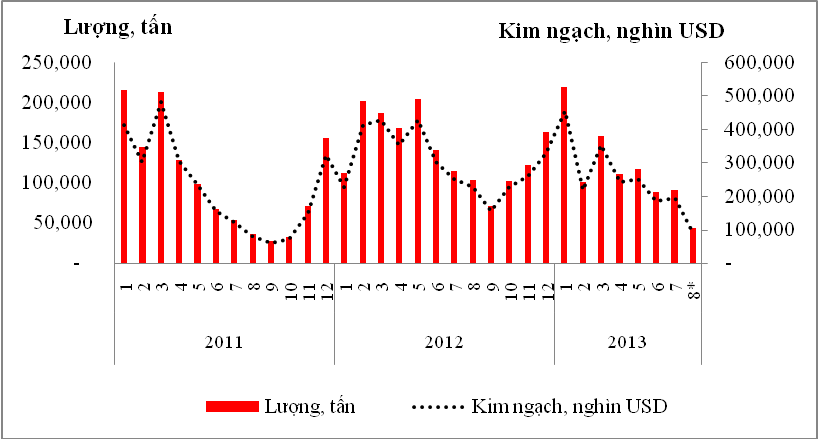 Lượng, tấn
Kim ngạch, nghìn USD
250,000
200,000
150,000
100,000
50,000
-
600,000
500,000
400,000
300,000
200,000
100,000
-
1 2 3 4 5 6 7 8 9 10 11 12 1 2 3 4 5 6 7 8 9 10 11 12 1 2 3 4 5 6 7 8*
2011 2012 2013
Lượng, tấn Kim ngạch, nghìn USD